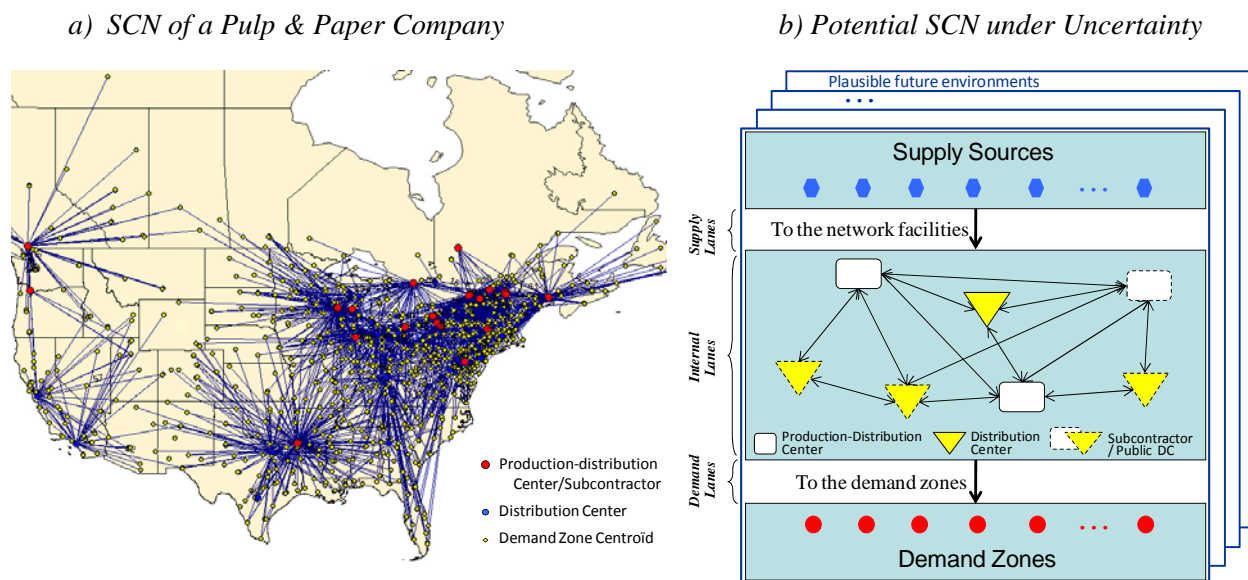 a) SCN of a Pulp & Paper Company
b) Potential SCN under Uncertainty
Production-distribution
Center/Subcontractor
Distribution Center
Demand Zone Centroïd
Plausible future environments
...
Supply Sources
...
Supply
Lanes
To the network facilities
Internal
Lanes
Production-Distribution
Center
Distribution
Center
Subcontractor
/ Public DC
Demand
Lanes
To the demand zones
...
Demand Zones